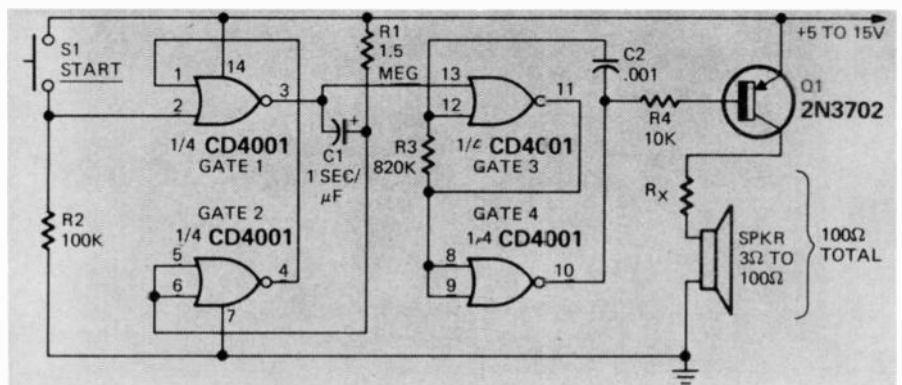 S1
START
1
2
14
3
1/4 CD4001
GATE 1
C1
+
1 SEC/
µF
R1
1.5
MEG
R2
100K
GATE 2
1/4 CD4001
5
6
4
7
13
12
11
R3
820K
1/4 CD4001
GATE 3
GATE 4
1/4 CD4001
8
9
10
C2
.001
R4
10K
+5 TO 15V
Q1
2N3702
RX
SPKR
3Ω TO
100Ω
100Ω
TOTAL